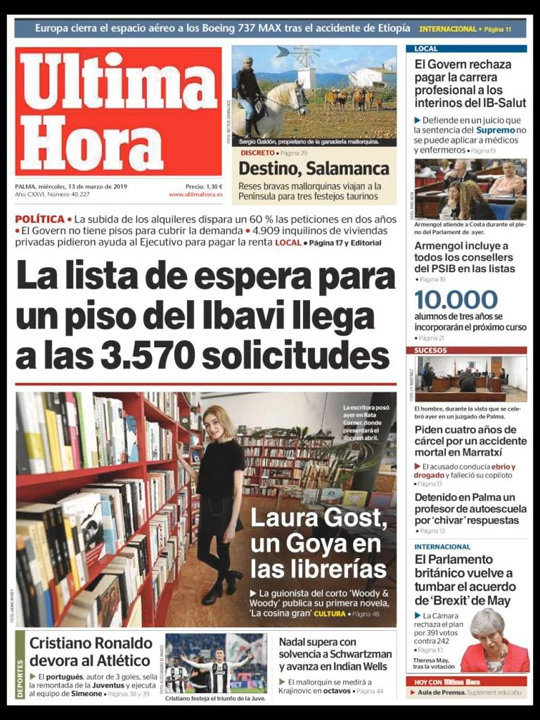 Europa cierra el espacio aéreo a los Boeing 737 MAX tras el accidente de Etiopía INTERNACIONAL • Página 11
Ultima
Hora
PALMA, miércoles, 13 de marzo de 2019
Precio: 1,30 €
Año CXXVI. Número 40.227
www.ultimahora.es
Sergio Galdón, propietario de la ganadería mallorquina.
DISCRETO • Página 29
Destino, Salamanca
Reses bravas mallorquinas viajan a la
Península para tres festejos taurinos
POLÍTICA • La subida de los alquileres dispara un 60 % las peticiones en dos años
• El Govern no tiene pisos para cubrir la demanda • 4.909 inquilinos de viviendas
privadas pidieron ayuda al Ejecutivo para pagar la renta LOCAL • Página 17 y Editorial
La lista de espera para
un piso del Ibavi llega
a las 3.570 solicitudes
La escritora posó
ayer en Rata
Corner, donde
presentará el
libro en abril.
Laura Gost,
un Goya en
las librerías
▶ La guionista del corto ‘Woody &
Woody’ publica su primera novela,
‘La cosina gran’ CULTURA • Página 48
DEPORTES
Cristiano Ronaldo
devora al Atlético
▶ El portugués, autor de 3 goles, sella
la remontada de la Juventus y ejecuta
al equipo de Simeone • Páginas 38 y 39
Cristiano festeja el triunfo de la Juve.
Nadal supera con
solvencia a Schwartzman
y avanza en Indian Wells
▶ El mallorquín se medirá a
Krajinovic en octavos • Página 44
LOCAL
El Govern rechaza
pagar la carrera
profesional a los
interinos del IB-Salut
▶ Defiende en un juicio que
la sentencia del Supremo no
se puede aplicar a médicos
y enfermeros • Página 19
Armengol atiende a Costa durante el ple-
no del Parlament de ayer.
Armengol incluye a
todos los consellers
del PSIB en las listas
• Página 18
10.000
alumnos de tres años se
incorporarán el próximo curso
• Página 21
SUCESOS
El hombre, durante la vista que se cele-
bró ayer en un juzgado de Palma.
Piden cuatro años de
cárcel por un accidente
mortal en Marratxí
▶ El acusado conducía ebrio y
drogado y falleció su copiloto
• Página 13
Detenido en Palma un
profesor de autoescuela
por ‘chivar’ respuestas
• Página 13
INTERNACIONAL
El Parlamento
británico vuelve a
tumbar el acuerdo
de ‘Brexit’ de May
▶ La Cámara
rechaza el plan
por 391 votos
contra 242
• Página 10
Theresa May,
tras la votación
HOY CON Ultima Hora
▶ Aula de Premsa. Suplement educatiu